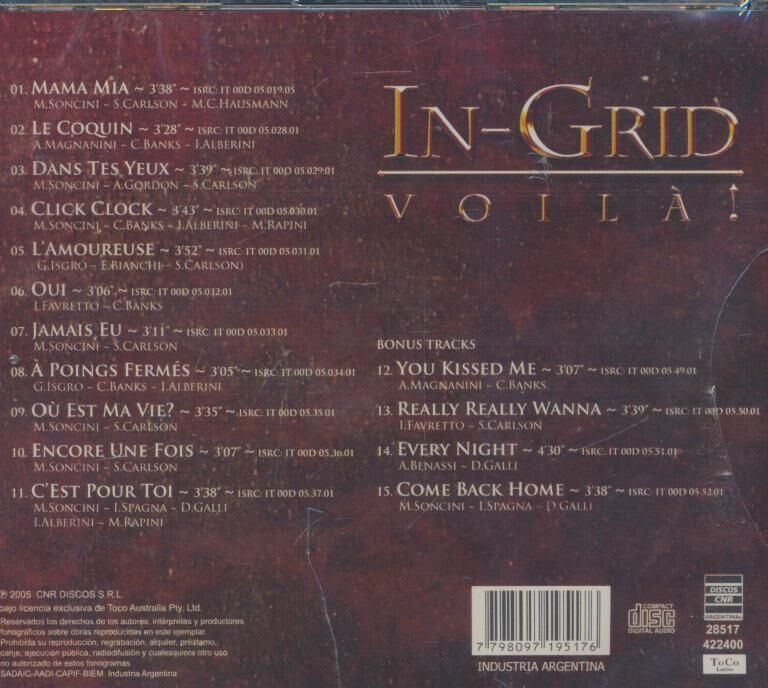 01. MAMA MIA ~ 3'38" ~ ISRC: IT 00D 05.019.05
M.SONCINI ~ S.CARLSON ~ M.C.HAUSMANN
02. LE COQUIN ~ 3'28" ~ ISRC: IT 00D 05.028.01
A.MAGNANINI ~ C.BANKS ~ I.ALBERINI
03. DANS TES YEUX ~ 3'39" ~ ISRC: IT 00D 05.029.01
M.SONCINI ~ A.GORDON ~ S.CARLSON
04. CLICK CLOCK ~ 3'43" ~ ISRC: IT 00D 05.030.01
M.SONCINI ~ C.BANKS ~ I.ALBERINI ~ M.RAPINI
05. L'AMOUREUSE ~ 3'52" ~ ISRC: IT 00D 05.031.01
G.ISGRO ~ E.BIANCHI ~ S.CARLSON)
06. OUI ~ 3'06" ~ ISRC: IT 00D 05.032.01
I.FAVRETTO ~ C.BANKS
07. JAMAIS EU ~ 3'11" ~ ISRC: IT 00D 05.033.01
M.SONCINI ~ S.CARLSON
08. À POINGS FERMÉS ~ 3'05" ~ ISRC: IT 00D 05.034.01
G.ISGRO ~ C.BANKS ~ I.ALBERINI
09. OÙ EST MA VIE? ~ 3'35" ~ ISRC: IT 00D 05.35.01
M.SONCINI ~ S.CARLSON
10. ENCORE UNE FOIS ~ 3'07" ~ ISRC: IT 00D 05.36.01
M.SONCINI ~ S.CARLSON
11. C'EST POUR TOI ~ 3'38" ~ ISRC: IT 00D 05.37.01
M.SONCINI ~ I.SPAGNA ~ D.GALLI
I.ALBERINI ~ M.RAPINI
IN-GRID
VOILÀ!
BONUS TRACKS
12. YOU KISSED ME ~ 3'07" ~ ISRC: IT 00D 05 49.01
A.MAGNANINI ~ C.BANKS
13. REALLY REALLY WANNA ~ 3'39" ~ ISRC: IT 00D 05.50.01
I.FAVRETTO ~ S.CARLSON
14. EVERY NIGHT ~ 4'30" ~ ISRC: IT 00D 05.51.01
A.BENASSI ~ D.GALLI
15. COME BACK HOME ~ 3'38" ~ ISRC: IT 00D 05.52.01
M.SONCINI ~ I.SPAGNA ~ D.GALLI
℗ 2005 CNR DISCOS S.R.L.
bajo licencia exclusiva de Toco Australia Pty. Ltd.
Reservados los derechos de los autores, intérpretes y productores
fonográficos sobre obras reproducidas en este ejemplar.
Prohibida su reproducción, regrabación, alquiler, préstamo,
canje, ejecución pública, radiodifusión y cualesquiera otro uso
no autorizado de estos fonogramas
SADAIC-AADI-CAPIF-BIEM. Industria Argentina
7 798097 195176
INDUSTRIA ARGENTINA
COMPACT
disc
DIGITAL AUDIO
DISCOS
CNR
ARGENTINA
28517
422400
ToCo
Latino